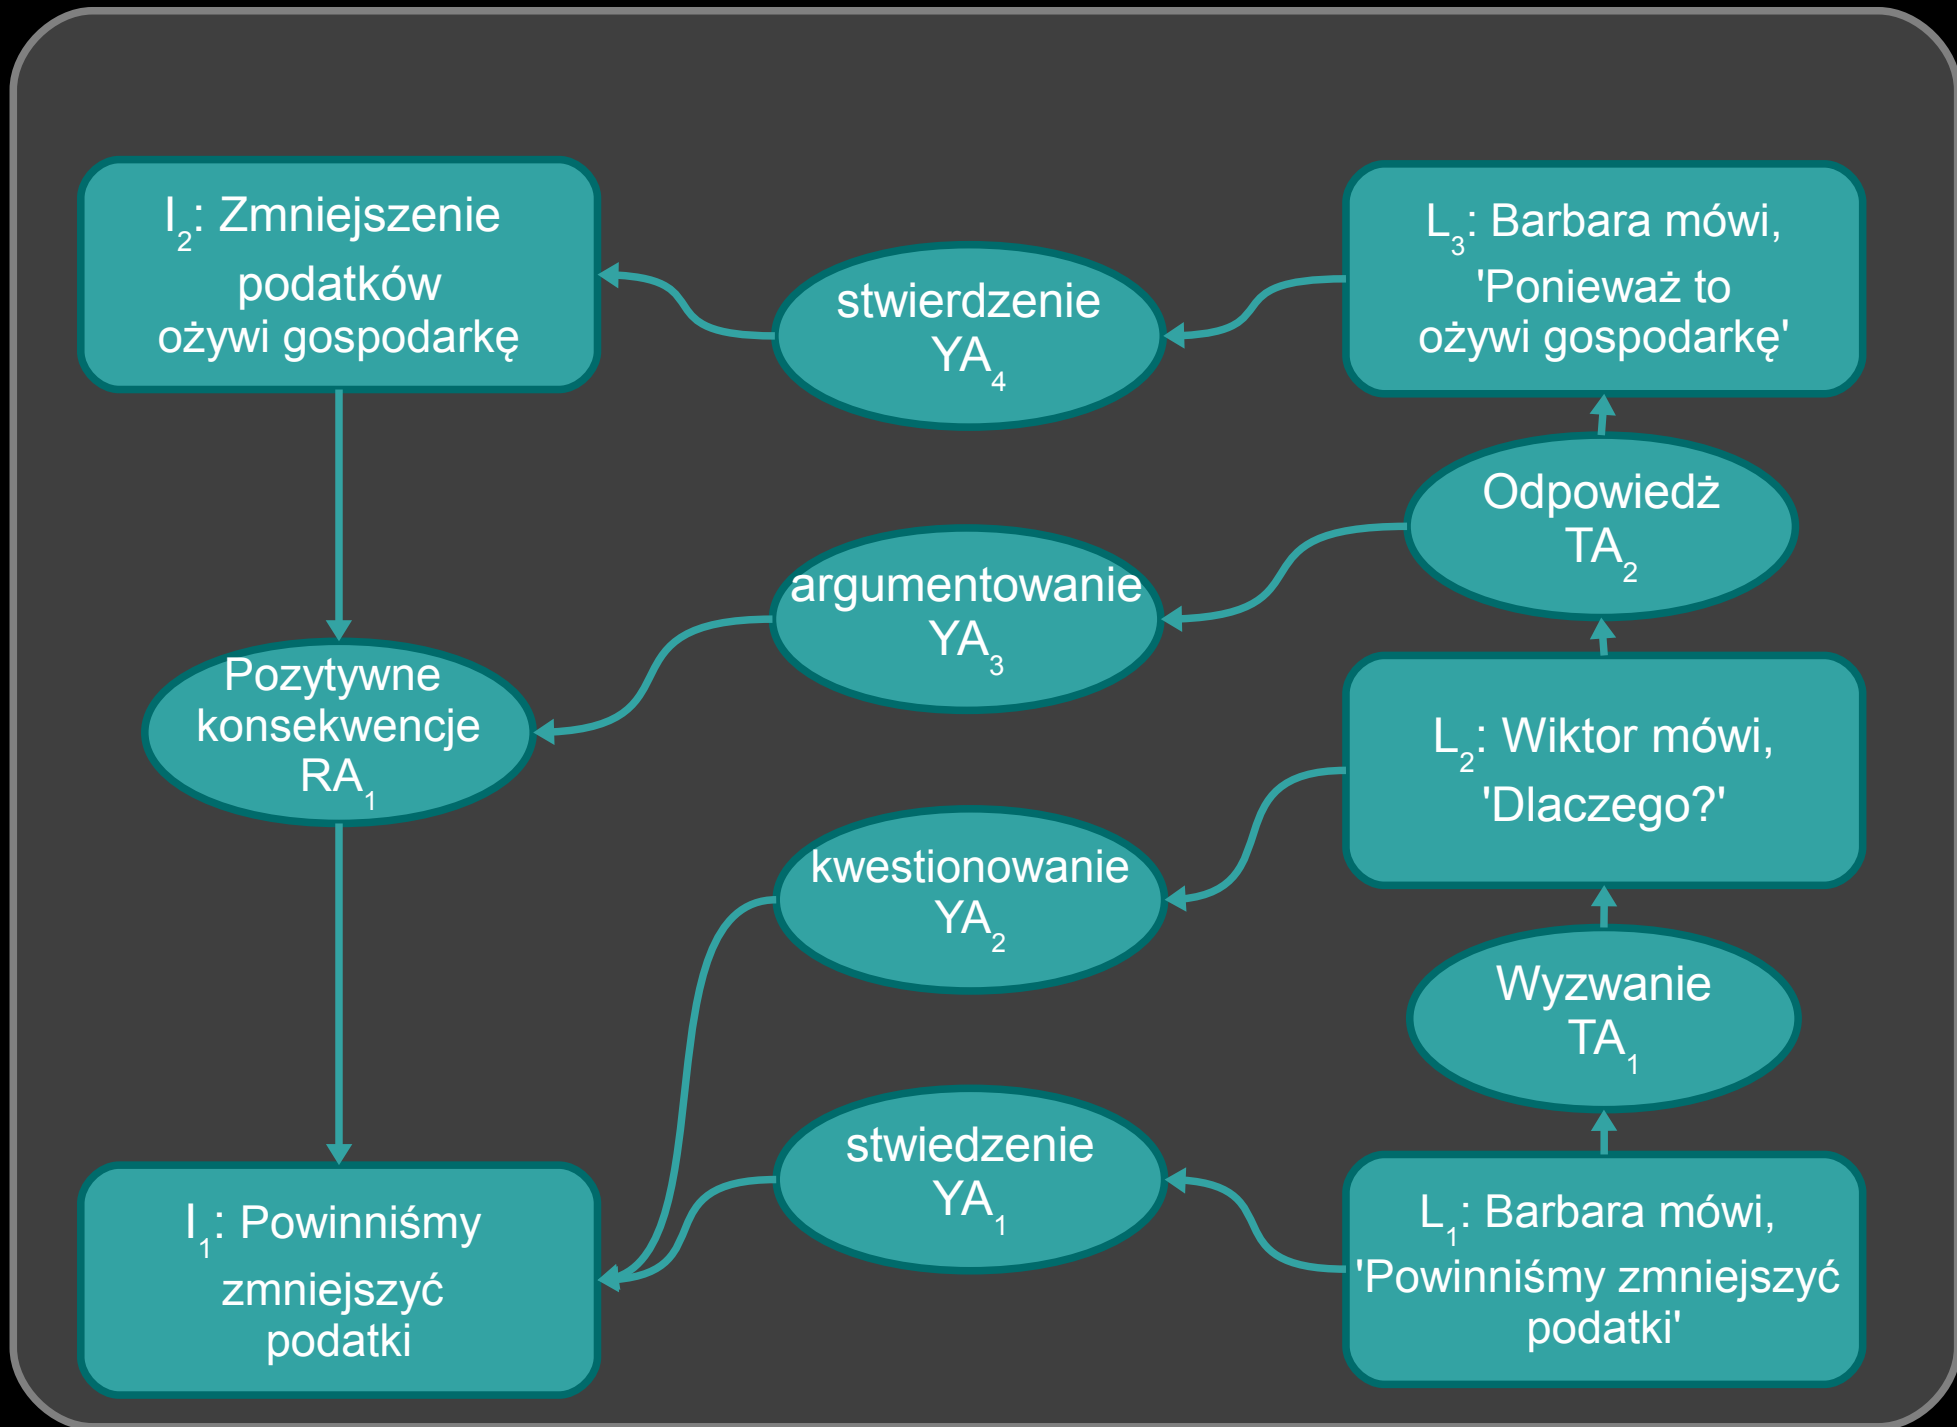 I₂: Zmniejszenie
podatków
ożywi gospodarkę
stwierdzenie
YA₄
L₃: Barbara mówi,
'Ponieważ to
ożywi gospodarkę'
Odpowiedż
TA₂
argumentowanie
YA₃
Pozytywne
konsekwencje
RA₁
L₂: Wiktor mówi,
'Dlaczego?'
kwestionowanie
YA₂
Wyzwanie
TA₁
stwiedzenie
YA₁
I₁: Powinniśmy
zmniejszyć
podatki
L₁: Barbara mówi,
'Powinniśmy zmniejszyć
podatki'